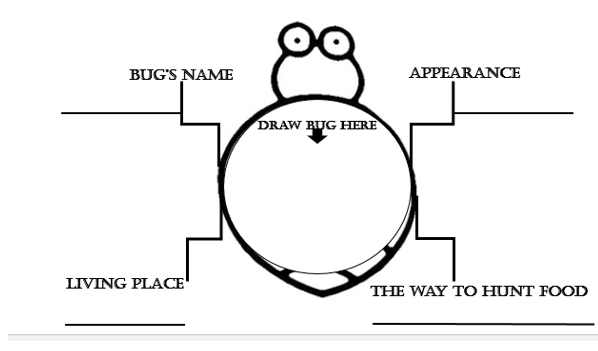 BUG'S NAME
APPEARANCE
DRAW BUG HERE
LIVING PLACE
THE WAY TO HUNT FOOD